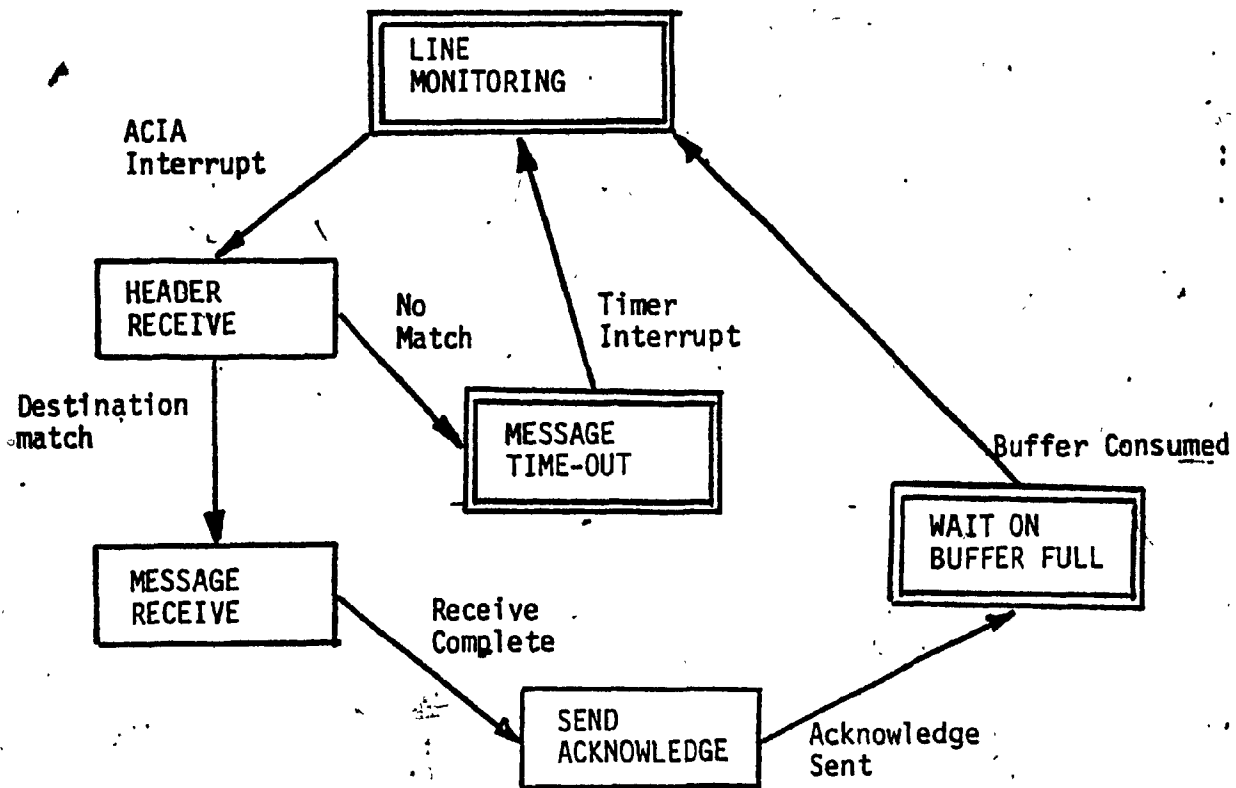 LINE
MONITORING
ACIA
Interrupt
HEADER
RECEIVE
No
Match
Timer
Interrupt
Destination
match
MESSAGE
TIME-OUT
Buffer Consumed
WAIT ON
BUFFER FULL
MESSAGE
RECEIVE
Receive
Complete
SEND
ACKNOWLEDGE
Acknowledge
Sent